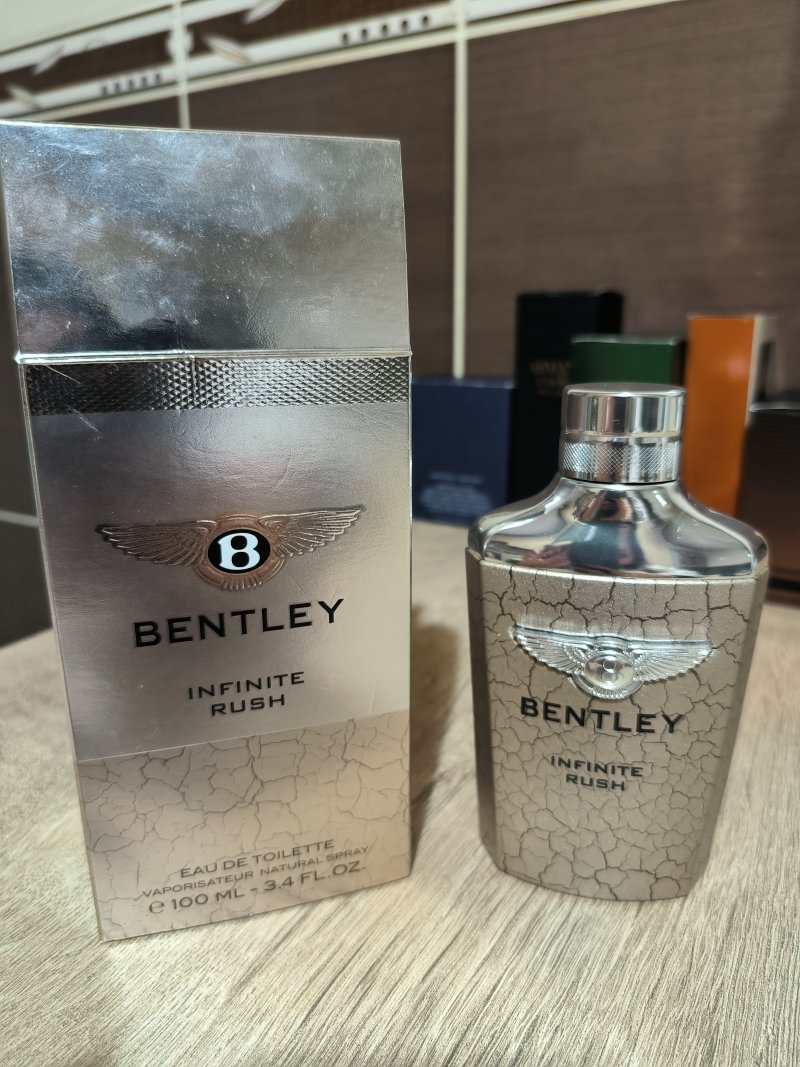 B
BENTLEY
INFINITE
RUSH
EAU DE TOILETTE
VAPORISATEUR NATURAL SPRAY
℮ 100 ML - 3.4 FL.OZ.
B
BENTLEY
INFINITE
RUSH